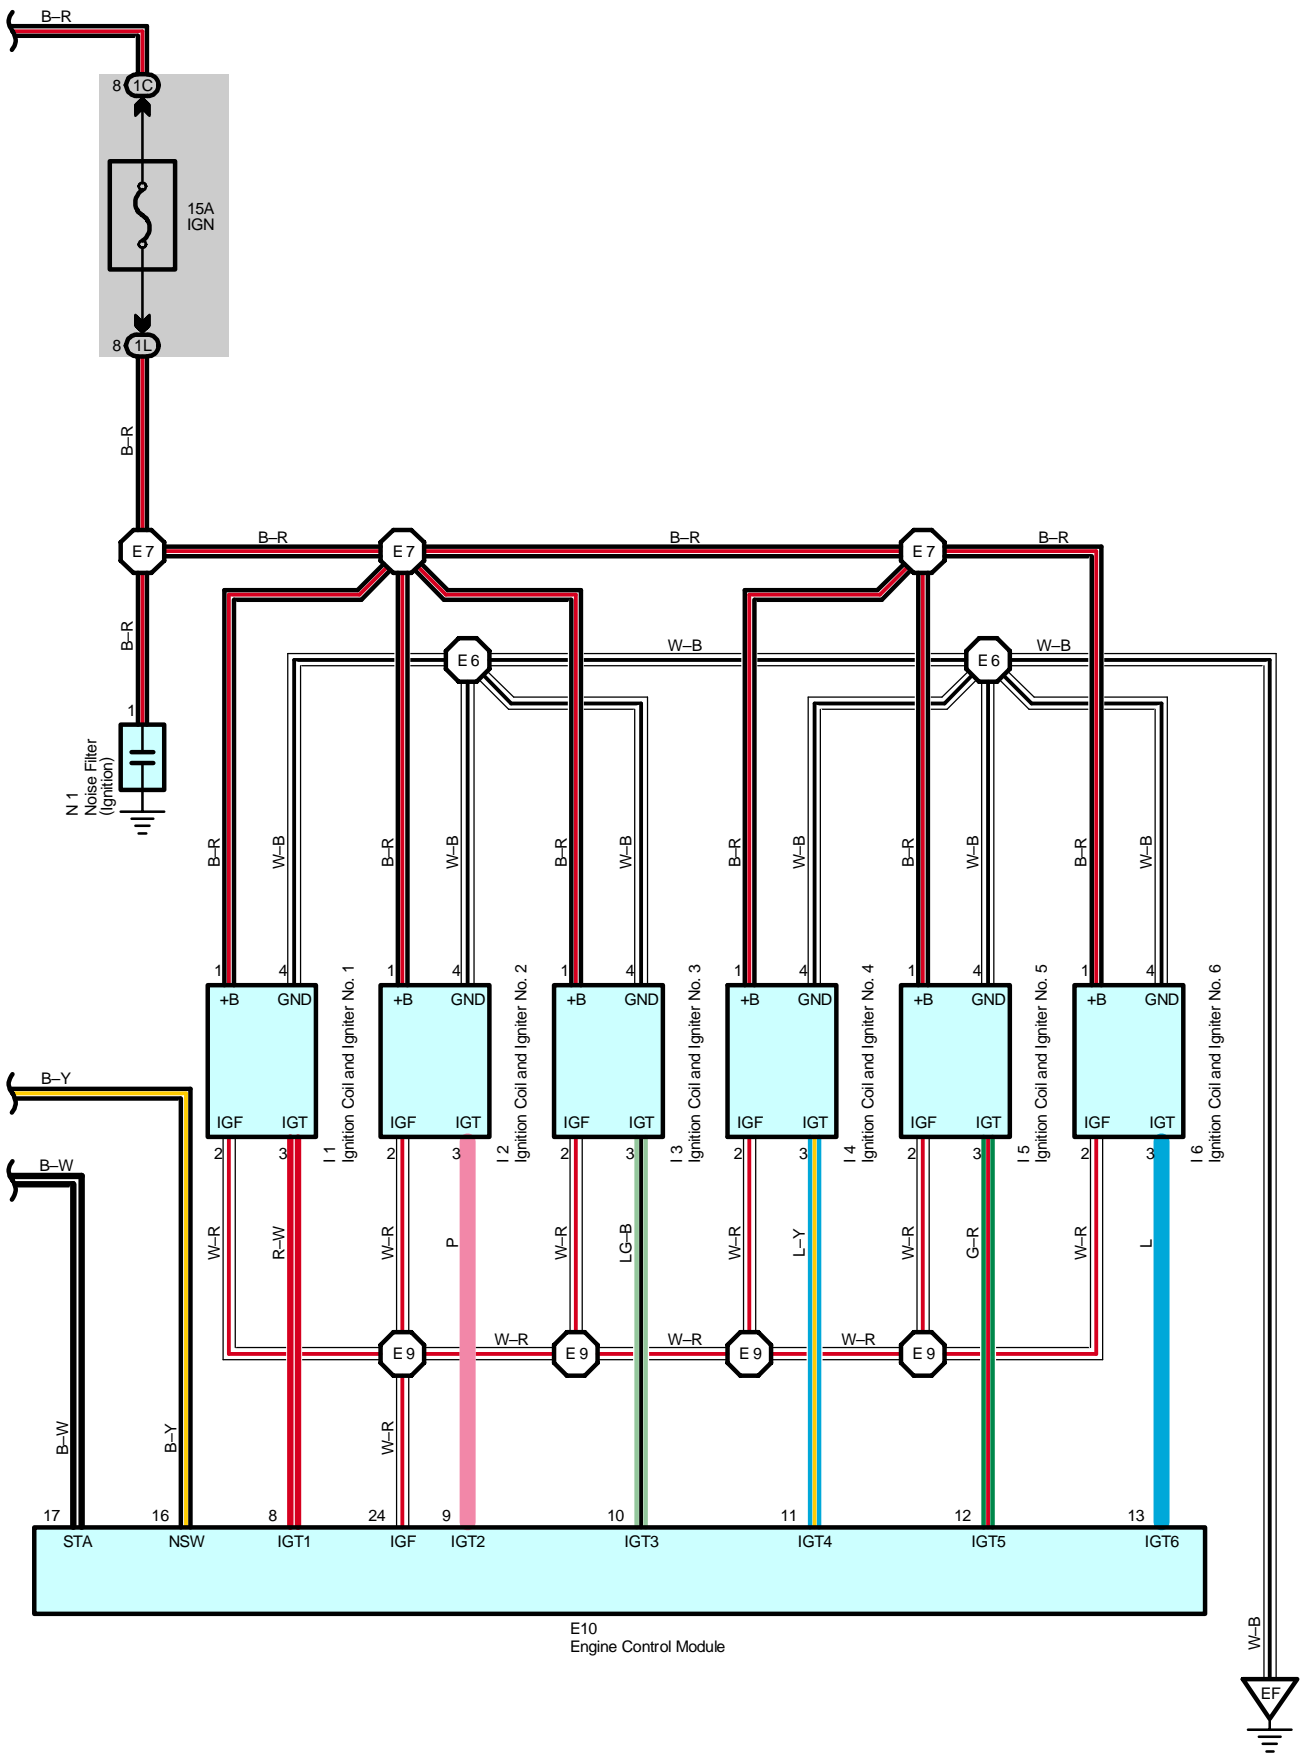 B–R
8 1C
15A
IGN
8 1L
B–R
E 7 B–R E 7 B–R E 7 B–R
B–R
E 6 W–B E 6 W–B
1
N 1
Noise Filter
(Ignition)
B–R W–B B–R W–B B–R W–B B–R W–B B–R W–B B–R W–B
1 4 1 4 1 4 1 4 1 4 1 4
+B GND +B GND +B GND +B GND +B GND +B GND
I 1
Ignition Coil and Igniter No. 1
I 2
Ignition Coil and Igniter No. 2
I 3
Ignition Coil and Igniter No. 3
I 4
Ignition Coil and Igniter No. 4
I 5
Ignition Coil and Igniter No. 5
I 6
Ignition Coil and Igniter No. 6
B–Y
IGF IGT IGF IGT IGF IGT IGF IGT IGF IGT IGF IGT
2 3 2 3 2 3 2 3 2 3 2 3
B–W
W–R R–W W–R P W–R LG–B W–R L–Y W–R G–R W–R L
E 9 W–R E 9 W–R E 9 W–R E 9
B–W B–Y W–R
17 16 8 24 9 10 11 12 13
STA NSW IGT1 IGF IGT2 IGT3 IGT4 IGT5 IGT6
E10
Engine Control Module
W–B
EF